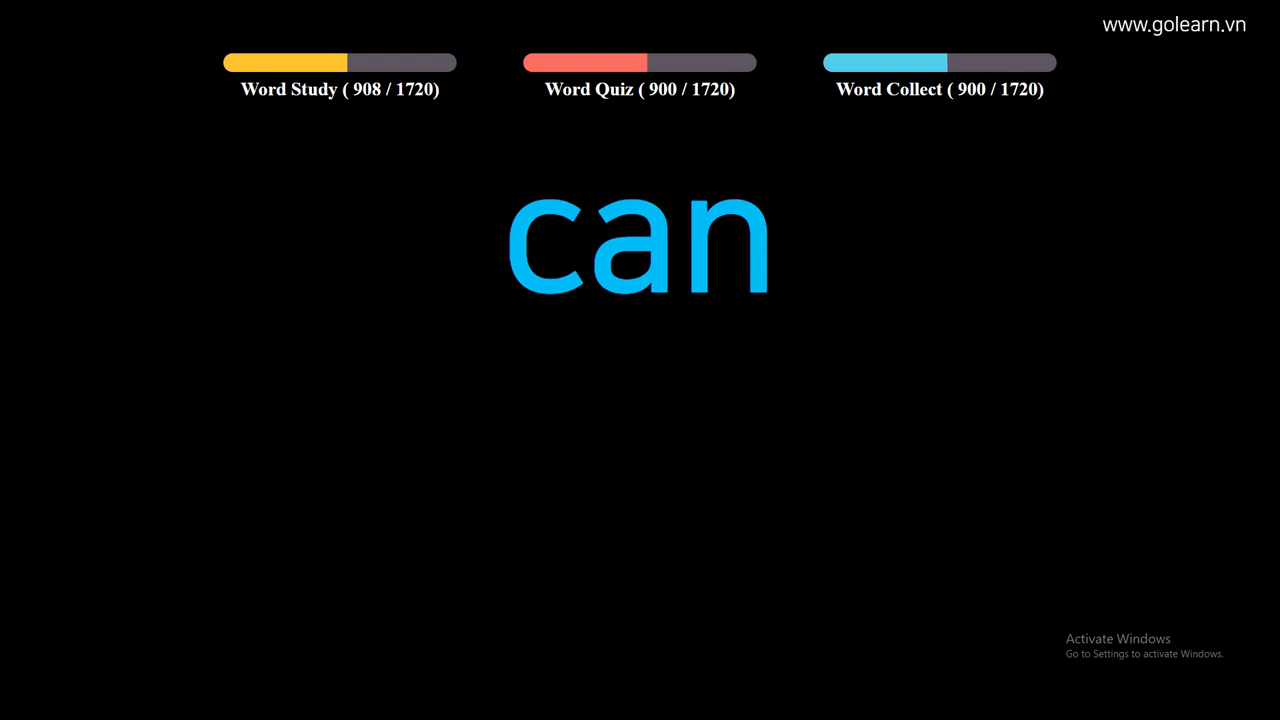 www.golearn.vn
Word Study ( 908 / 1720)
Word Quiz ( 900 / 1720)
Word Collect ( 900 / 1720)
can
Activate Windows
Go to Settings to activate Windows.